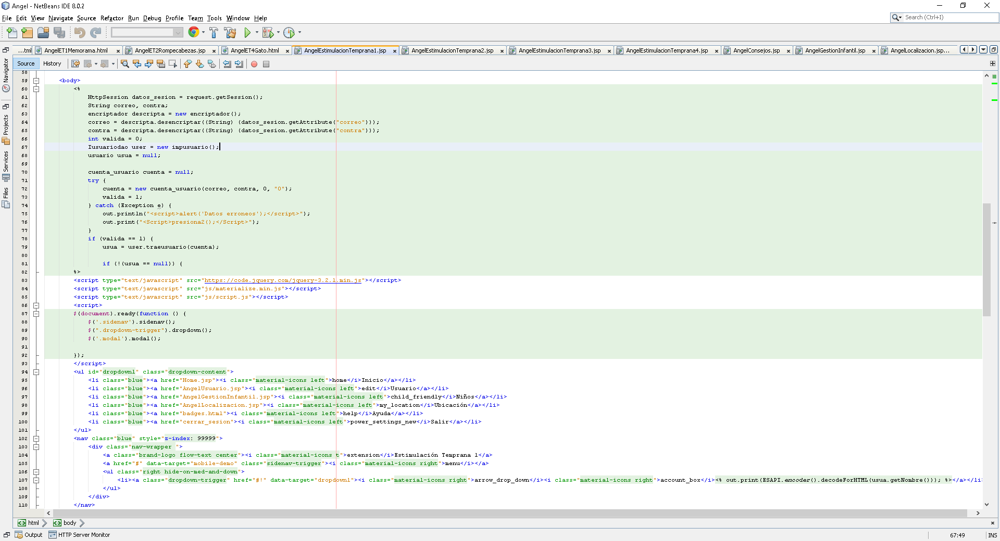 Angel - NetBeans IDE 8.0.2
File Edit View Navigate Source Refactor Run Debug Profile Team Tools Window Help
Search (Ctrl+I)
...tml AngelET1Memorama.html AngelET2Rompecabezas.jsp AngelET4Gato.html AngelEstimulacionTemprana1.jsp AngelEstimulacionTemprana2.jsp AngelEstimulacionTemprana3.jsp AngelEstimulacionTemprana4.jsp AngelConsejos.jsp AngelGestionInfantil.jsp AngelLocalizacion.jsp...
Source History
Navigator
Projects
Services
Files
58
59 <body>
60 <%
61 HttpSession datos_sesion = request.getSession();
62 String correo, contra;
63 encriptador descripta = new encriptador();
64 correo = descripta.desencriptar((String) (datos_sesion.getAttribute("correo")));
65 contra = descripta.desencriptar((String) (datos_sesion.getAttribute("contra")));
66 int valida = 0;
67 Iusuariodao user = new impusuario();
68 usuario usua = null;
69
70 cuenta_usuario cuenta = null;
71 try {
72 cuenta = new cuenta_usuario(correo, contra, 0, "0");
73 valida = 1;
74 } catch (Exception e) {
75 out.println("<script>alert('Datos erroneos');</script>");
76 out.print("<Script>presiona2();</Script>");
77 }
78 if (valida == 1) {
79 usua = user.traeusuario(cuenta);
80
81 if (!(usua == null)) {
82 %>
83 <script type="text/javascript" src="https://code.jquery.com/jquery-3.2.1.min.js"></script>
84 <script type="text/javascript" src="js/materialize.min.js"></script>
85 <script type="text/javascript" src="js/script.js"></script>
86 <script>
87 $(document).ready(function () {
88 $('.sidenav').sidenav();
89 $(".dropdown-trigger").dropdown();
90 $('.modal').modal();
91
92 });
93 </script>
94 <ul id="dropdown1" class="dropdown-content">
95 <li class="blue"><a href="Home.jsp"><i class="material-icons left">home</i>Inicio</a></li>
96 <li class="blue"><a href="AngelUsuario.jsp"><i class="material-icons left">edit</i>Usuario</a></li>
97 <li class="blue"><a href="AngelGestionInfantil.jsp"><i class="material-icons left">child_friendly</i>Niños</a></li>
98 <li class="blue"><a href="AngelLocalizacion.jsp"><i class="material-icons left">my_location</i>Ubicación</a></li>
99 <li class="blue"><a href="badges.html"><i class="material-icons left">help</i>Ayuda</a></li>
100 <li class="blue"><a href="cerrar_sesion"><i class="material-icons left">power_settings_new</i>Salir</a></li>
101 </ul>
102 <nav class="blue" style="z-index: 99999">
103 <div class="nav-wrapper ">
104 <a class="brand-logo flow-text center"><i class="material-icons t">extension</i>Estimulación Temprana 1</a>
105 <a href="#" data-target="mobile-demo" class="sidenav-trigger"><i class="material-icons right">menu</i></a>
106 <ul class="right hide-on-med-and-down">
107 <li><a class="dropdown-trigger" href="#!" data-target="dropdown1"><i class="material-icons right">arrow_drop_down</i><i class="material-icons right">account_box</i><% out.print(ESAPI.encoder().decodeForHTML(usua.getNombre())); %></a></li
108 </ul>
109 </div>
110 </nav>
html body
Output HTTP Server Monitor
67:49 INS